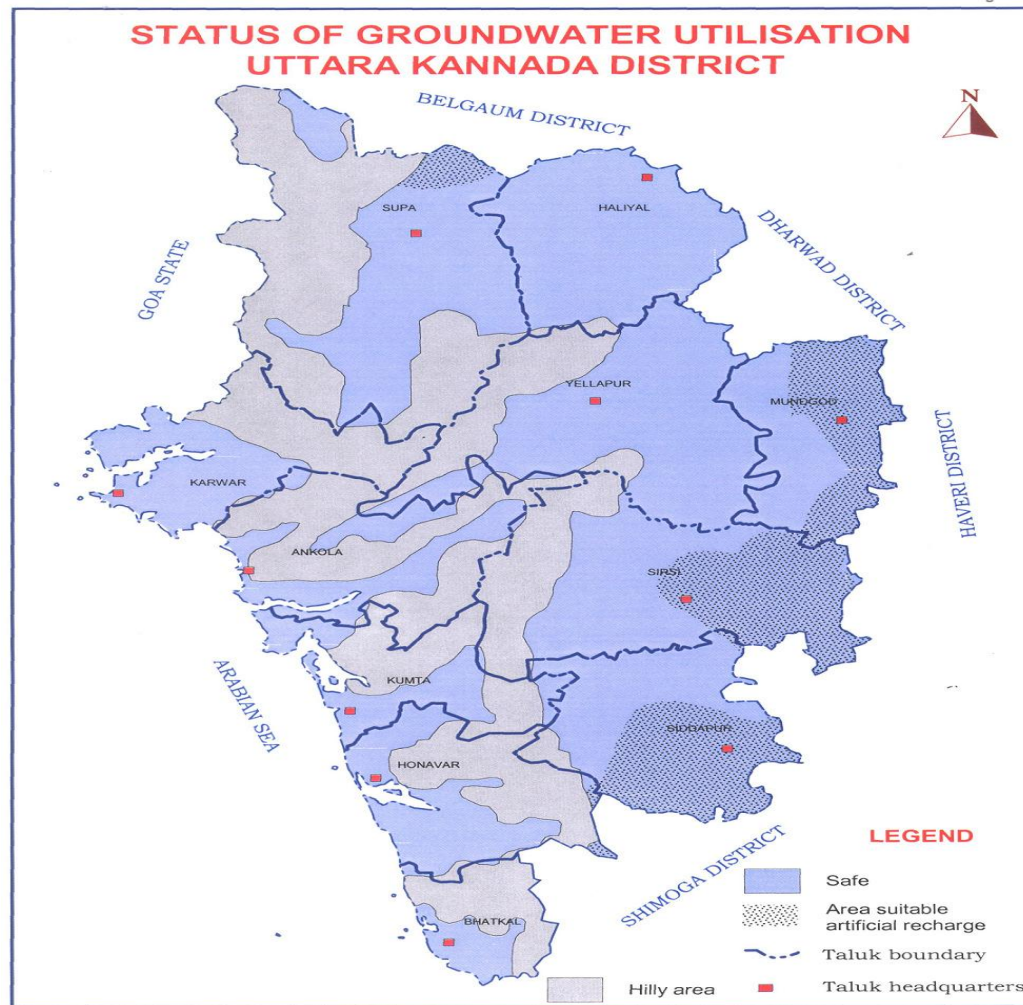 STATUS OF GROUNDWATER UTILISATION
UTTARA KANNADA DISTRICT
BELGAUM DISTRICT
N
SUPA
HALIYAL
DHARWAD DISTRICT
GOA STATE
YELLAPUR
MUNDGOD
HAVERI DISTRICT
KARWAR
ANKOLA
SIRSI
ARABIAN SEA
KUMTA
SIDDAPUR
HONAVAR
SHIMOGA DISTRICT
BHATKAL
LEGEND
Safe
Area suitable
artificial recharge
Taluk boundary
Hilly area
Taluk headquarters